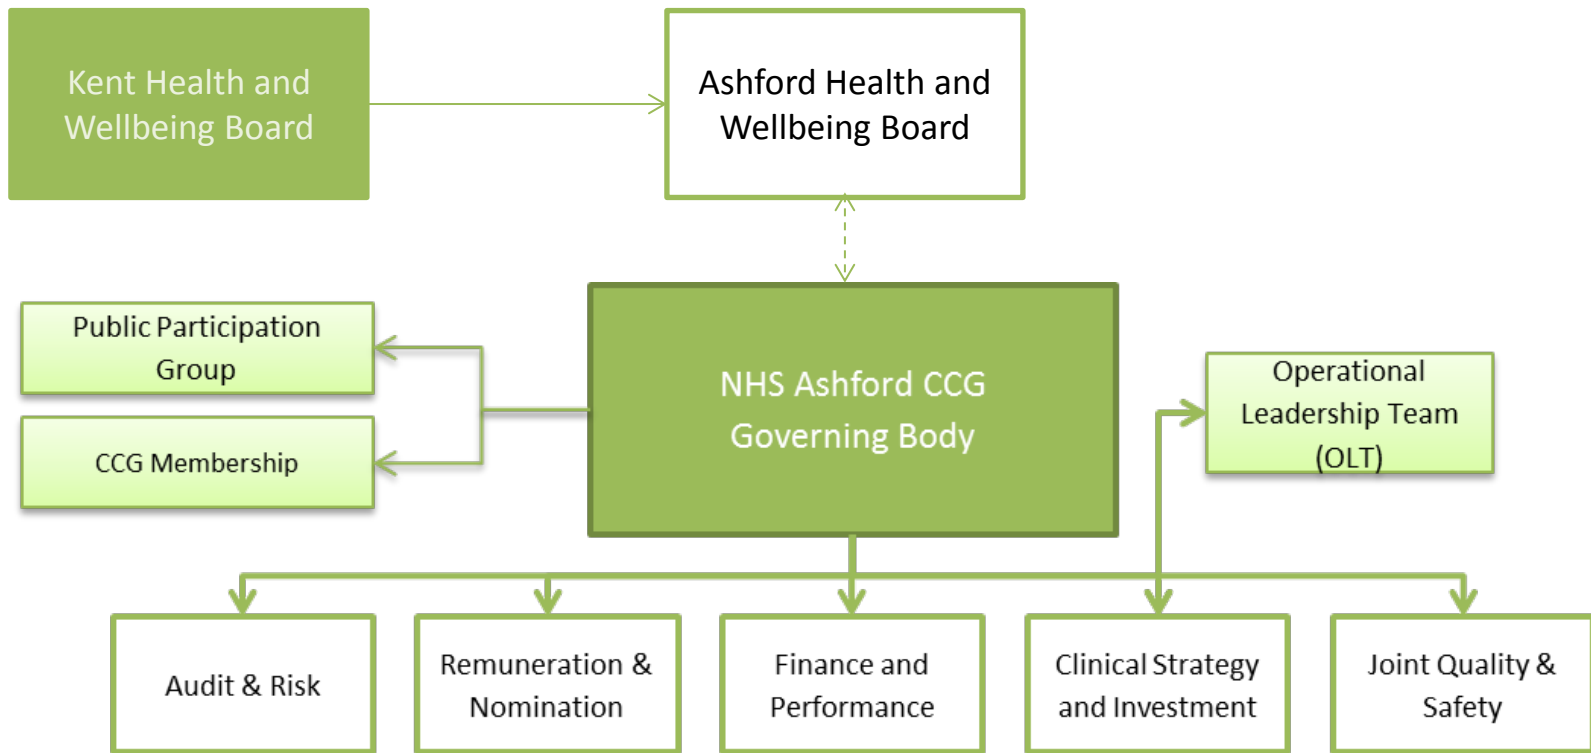 Kent Health and
Wellbeing Board
Ashford Health and
Wellbeing Board
Public Participation
Group
CCG Membership
NHS Ashford CCG
Governing Body
Operational
Leadership Team
(OLT)
Audit & Risk
Remuneration &
Nomination
Finance and
Performance
Clinical Strategy
and Investment
Joint Quality &
Safety